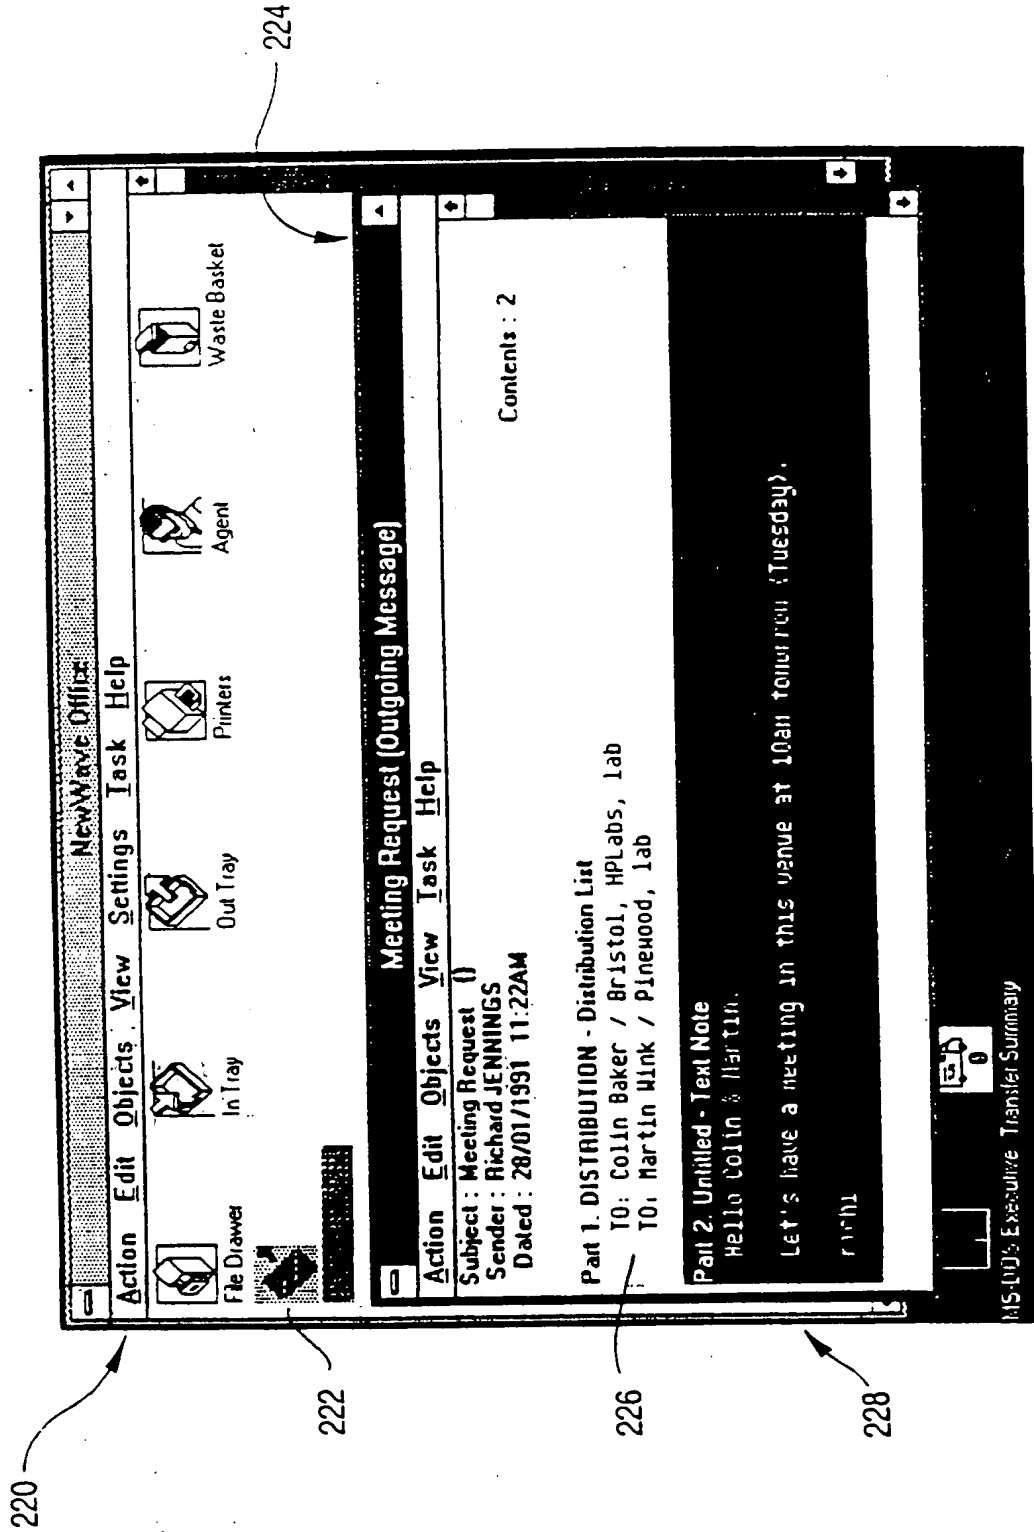 220
224
NewWave Office
Action Edit Objects View Settings Task Help
File Drawer In Tray Out Tray Printers Agent Waste Basket
222
Meeting Request (Outgoing Message)
Action Edit Objects View Task Help
Subject : Meeting Request ()
Sender : Richard JENNINGS
Dated : 28/01/1991 11:22AM
Contents : 2
Part 1. DISTRIBUTION - Distribution List
TO: Colin Baker / Bristol, HPLabs, lab
TO: Martin Wink / Pinewood, lab
226
Part 2. Untitled - Text Note
Hello Colin & Martin.
Let's have a meeting in this venue at 10am tomorrow (Tuesday).
228
MS-DOS Executive Transfer Summary